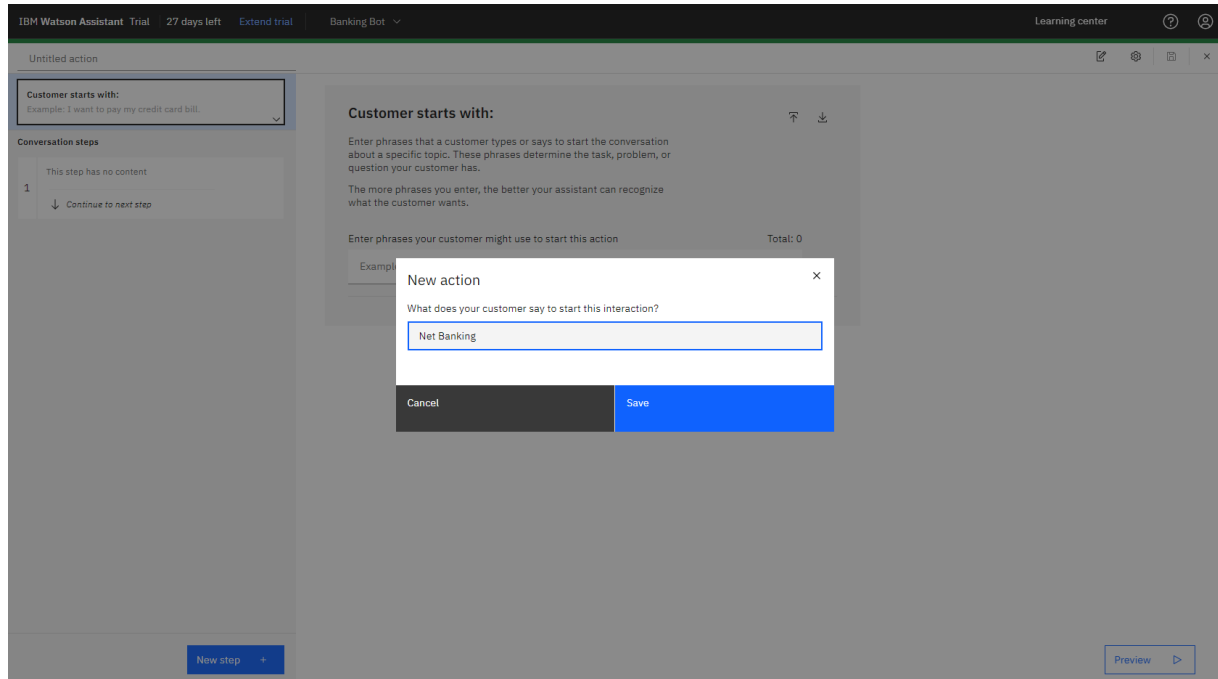 IBM Watson Assistant Trial 27 days left Extend trial Banking Bot Learning center
Untitled action
Customer starts with:
Example: I want to pay my credit card bill.
Conversation steps
1
This step has no content
Continue to next step
New step +
Customer starts with:
Enter phrases that a customer types or says to start the conversation
about a specific topic. These phrases determine the task, problem, or
question your customer has.
The more phrases you enter, the better your assistant can recognize
what the customer wants.
Enter phrases your customer might use to start this action Total: 0
Exampl
New action
What does your customer say to start this interaction?
Net Banking
Cancel Save
Preview